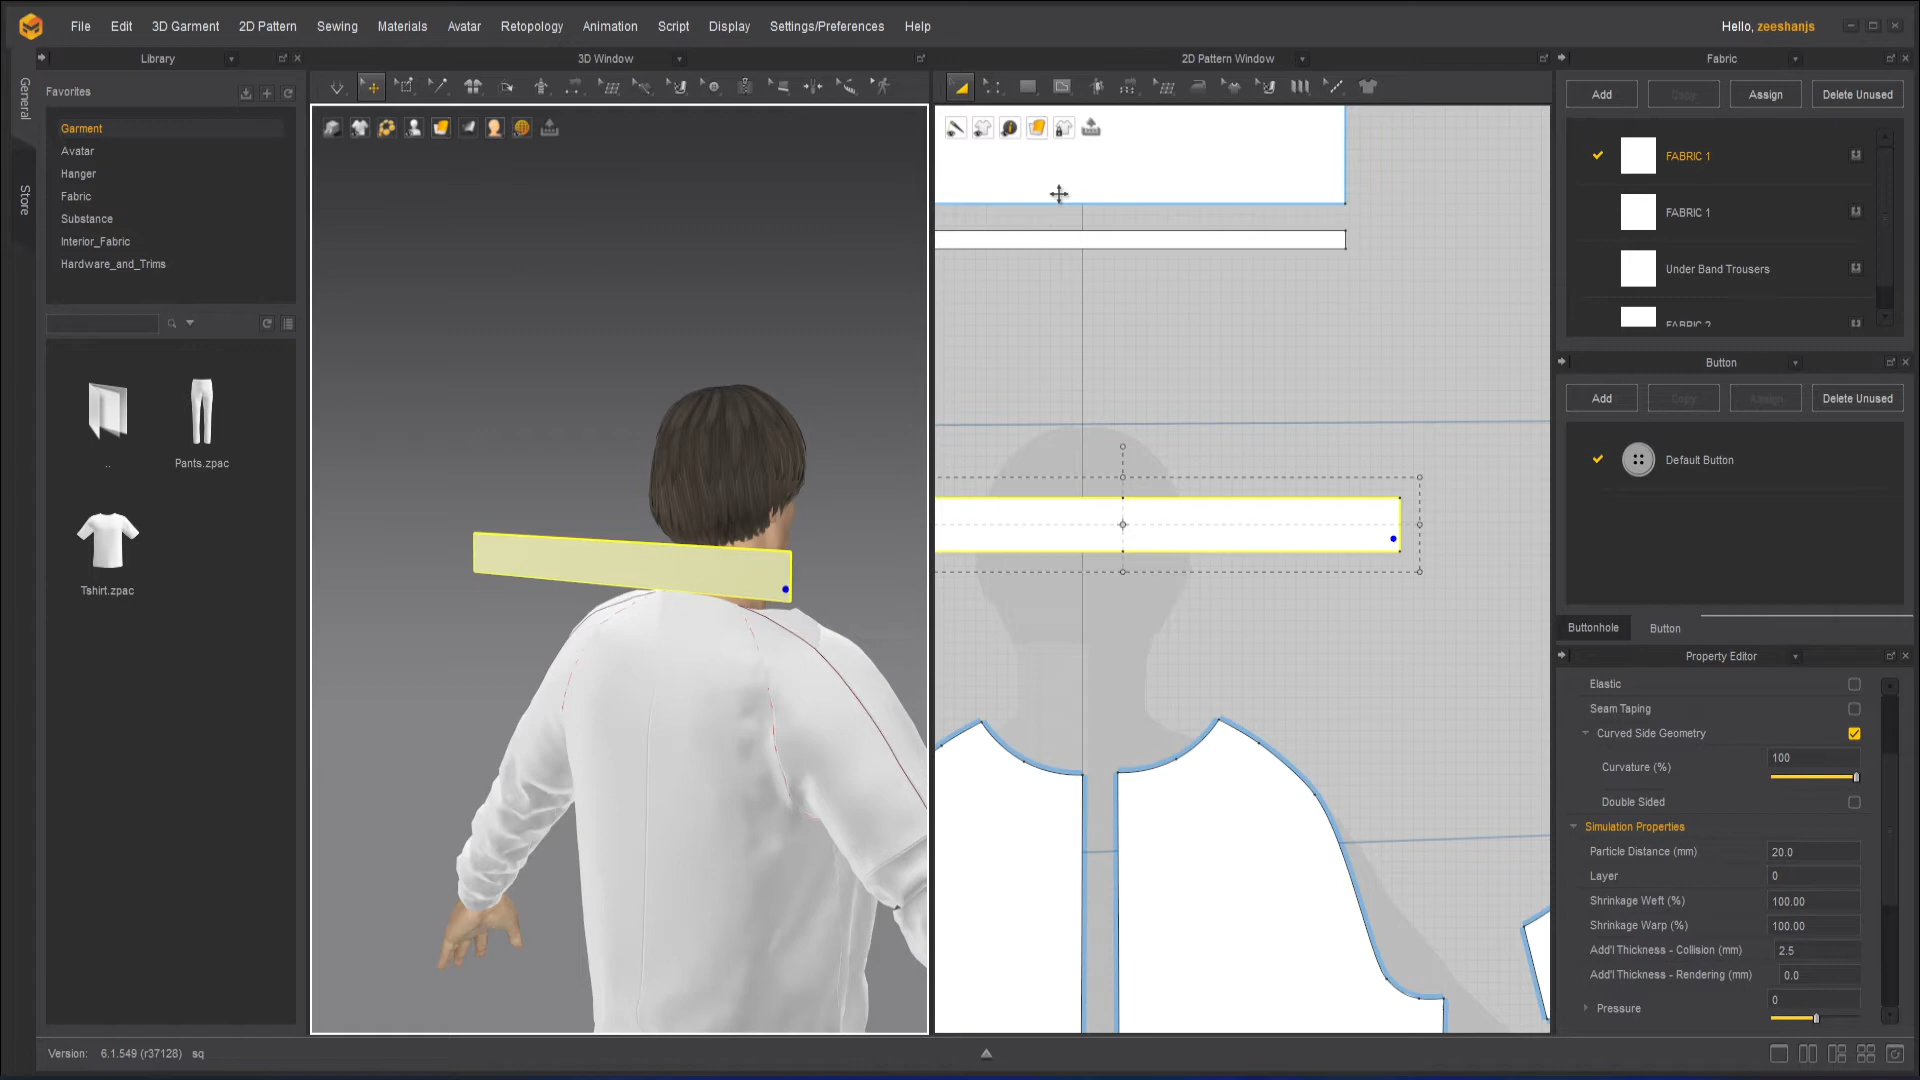 File Edit 3D Garment 2D Pattern Sewing Materials Avatar Retopology Animation Script Display Settings/Preferences Help
Hello, zeeshanjs
Library
3D Window
2D Pattern Window
Fabric
General
Store
Favorites
Garment
Avatar
Hanger
Fabric
Substance
Interior_Fabric
Hardware_and_Trims
..
Pants.zpac
Tshirt.zpac
Add Copy Assign Delete Unused
FABRIC 1
FABRIC 1
Under Band Trousers
FABRIC 2
Button
Add Copy Assign Delete Unused
Default Button
Buttonhole Button
Property Editor
Elastic
Seam Taping
Curved Side Geometry
Curvature (%) 100
Double Sided
Simulation Properties
Particle Distance (mm) 20.0
Layer 0
Shrinkage Weft (%) 100.00
Shrinkage Warp (%) 100.00
Add'l Thickness - Collision (mm) 2.5
Add'l Thickness - Rendering (mm) 0.0
Pressure 0
Version: 6.1.549 (r37128) sq